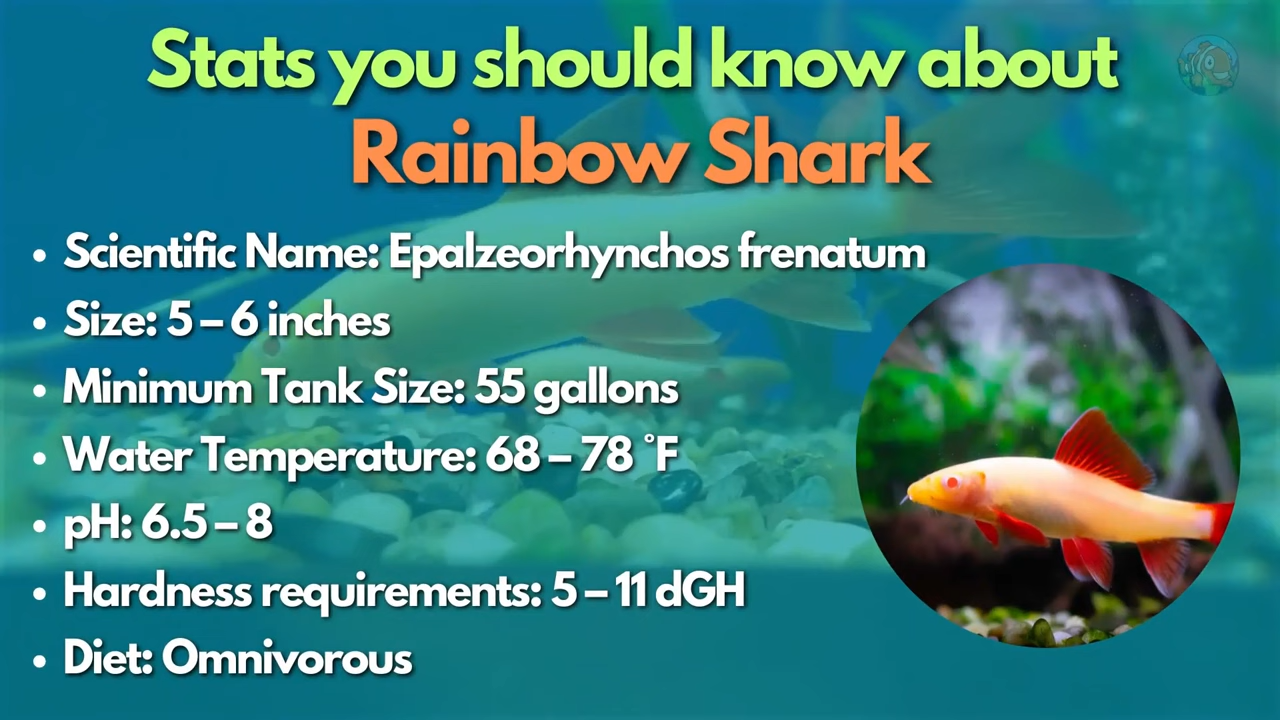 Stats you should know about
Rainbow Shark
• Scientific Name: Epalzeorhynchos frenatum
• Size: 5 – 6 inches
• Minimum Tank Size: 55 gallons
• Water Temperature: 68 – 78 °F
• pH: 6.5 – 8
• Hardness requirements: 5 – 11 dGH
• Diet: Omnivorous